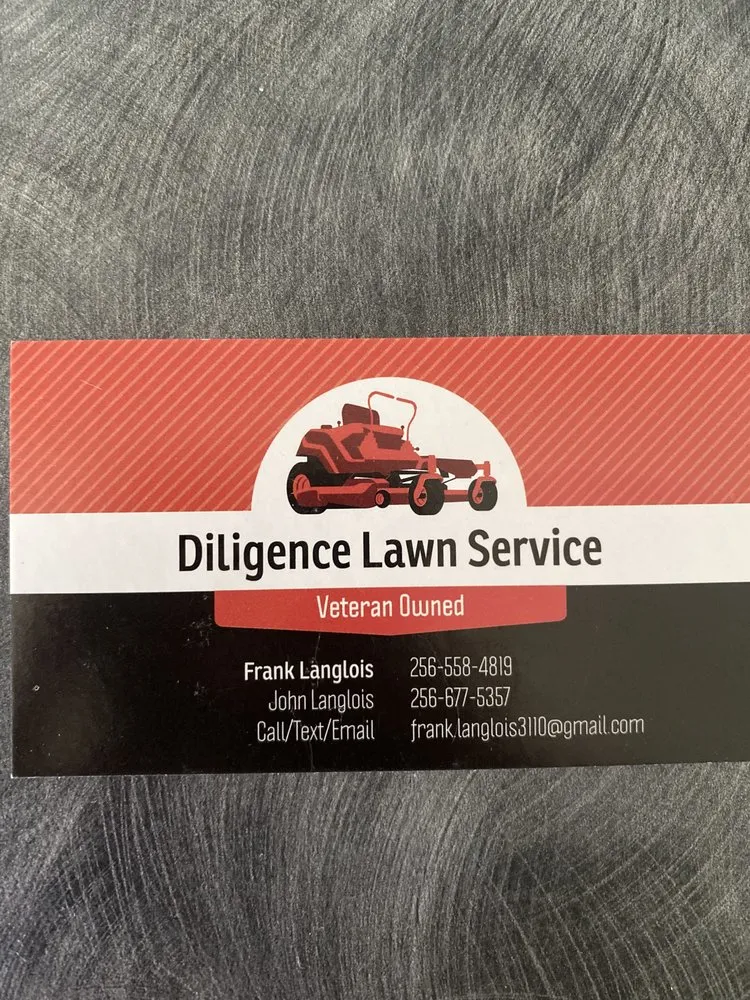 Diligence Lawn Service
Veteran Owned
Frank Langlois 256-558-4819
John Langlois 256-677-5357
Call/Text/Email frank.langlois3110@gmail.com